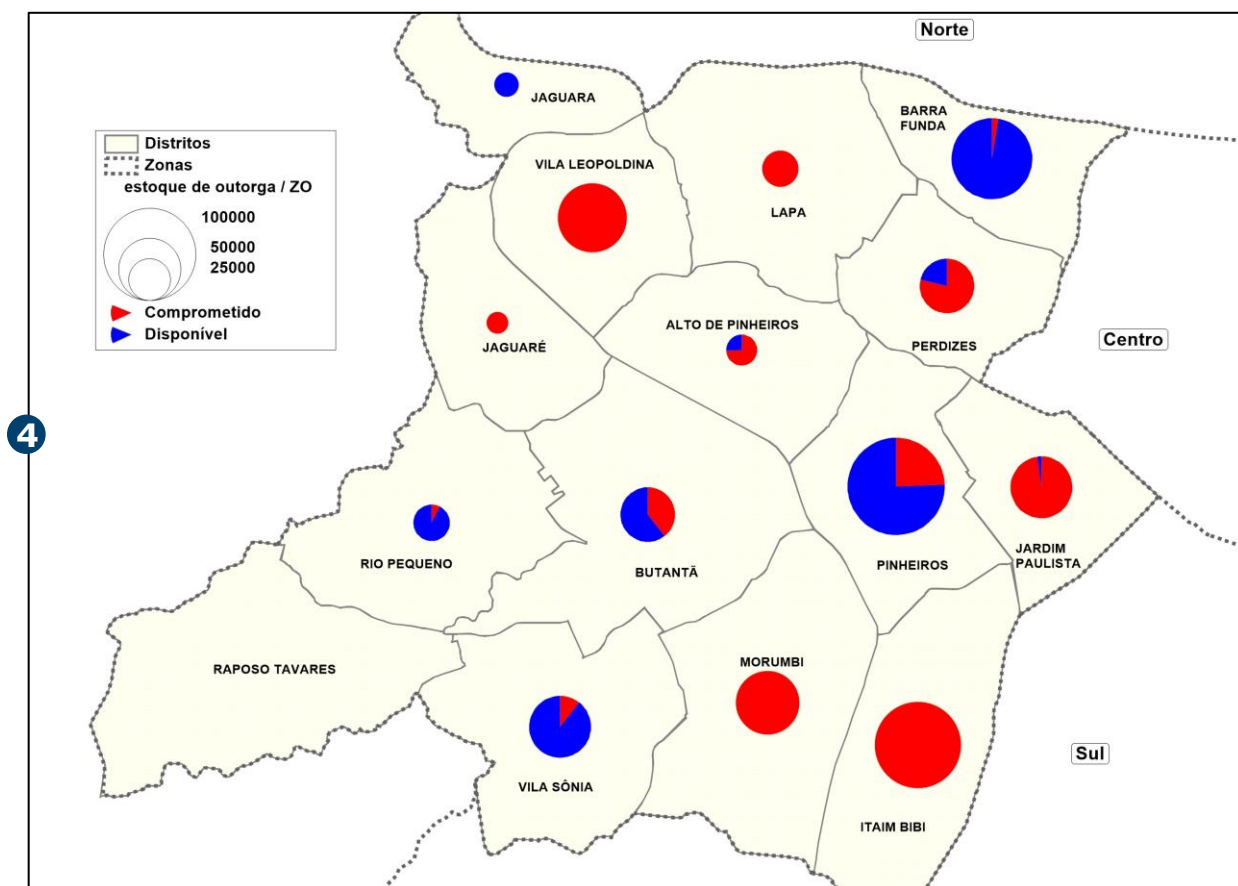 Norte
JAGUARA
BARRA
FUNDA
Distritos
Zonas
estoque de outorga / ZO
100000
50000
25000
Comprometido
Disponível
VILA LEOPOLDINA
LAPA
JAGUARÉ
ALTO DE PINHEIROS
PERDIZES
Centro
4
RIO PEQUENO
BUTANTÃ
PINHEIROS
JARDIM
PAULISTA
RAPOSO TAVARES
MORUMBI
VILA SÔNIA
ITAIM BIBI
Sul